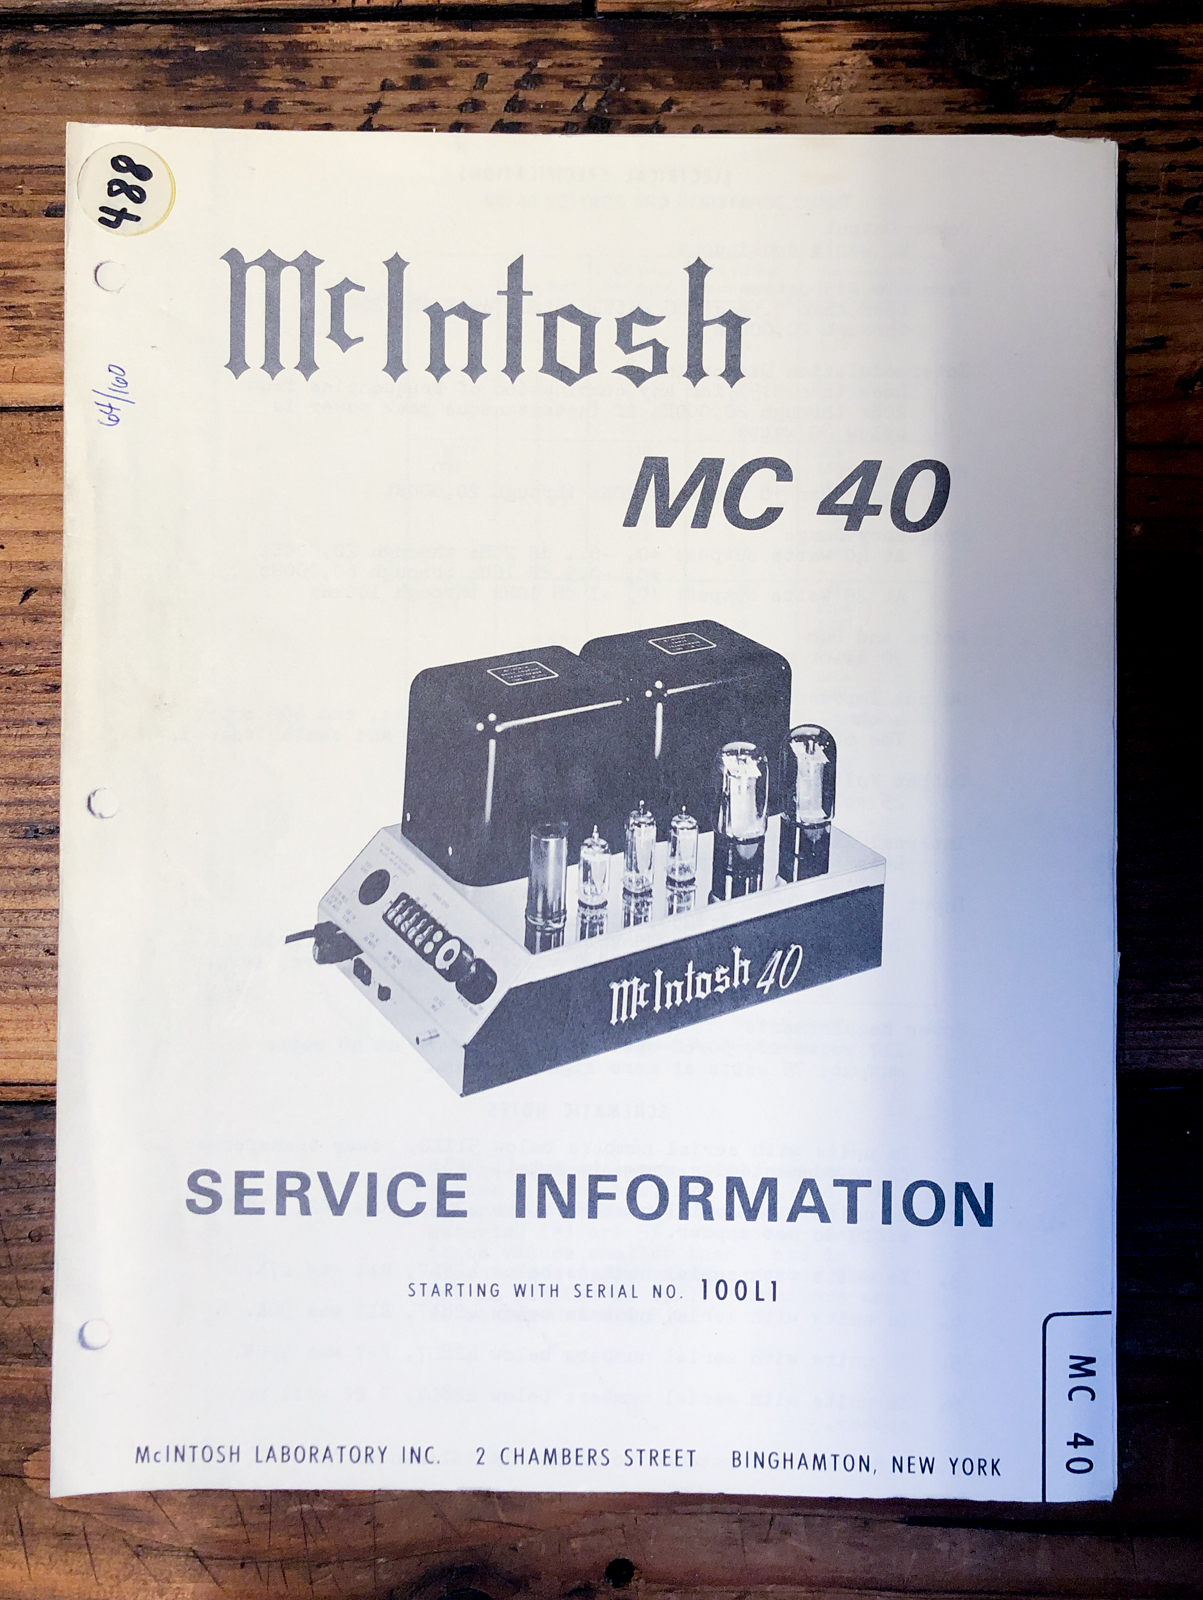 488
McIntosh
64/160
MC 40
McIntosh 40
SERVICE INFORMATION
STARTING WITH SERIAL NO. 100L1
MC 40
McINTOSH LABORATORY INC. 2 CHAMBERS STREET BINGHAMTON, NEW YORK